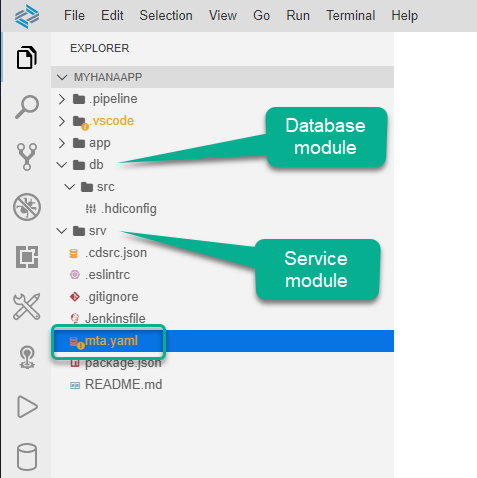 File Edit Selection View Go Run Terminal Help
EXPLORER
MYHANAAPP
.pipeline
.vscode
app
Database
module
db
src
.hdiconfig
srv
Service
module
.cdsrc.json
.eslintrc
.gitignore
Jenkinsfile
mta.yaml
package.json
README.md